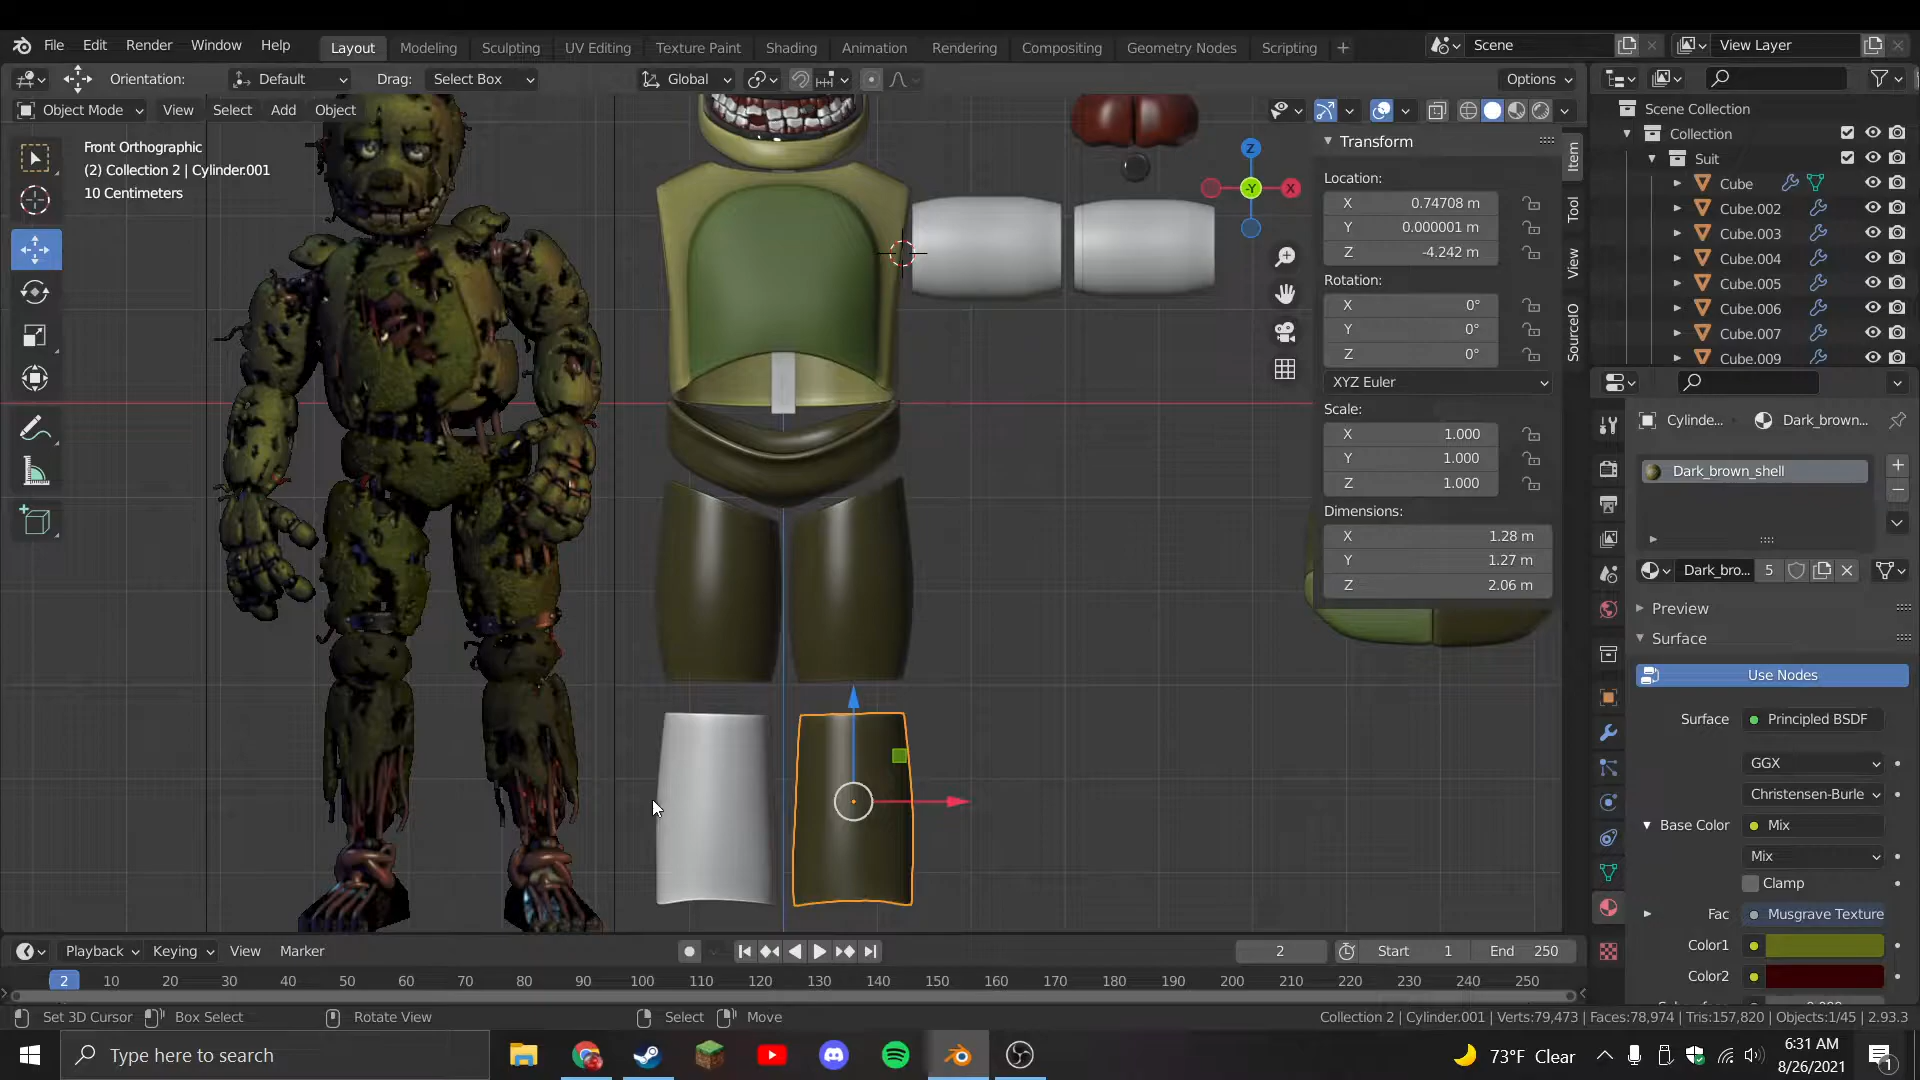 File Edit Render Window Help Layout Modeling Sculpting UV Editing Texture Paint Shading Animation Rendering Compositing Geometry Nodes Scripting + Scene View Layer
Orientation: Default Drag: Select Box Global Options
Object Mode View Select Add Object
Front Orthographic
(2) Collection 2 | Cylinder.001
10 Centimeters
Z
-Y X
Transform
Location:
X 0.74708 m
Y 0.000001 m
Z -4.242 m
Rotation:
X 0°
Y 0°
Z 0°
XYZ Euler
Scale:
X 1.000
Y 1.000
Z 1.000
Dimensions:
X 1.28 m
Y 1.27 m
Z 2.06 m
Item
Tool
View
SourceIO
Scene Collection
Collection
Suit
Cube
Cube.002
Cube.003
Cube.004
Cube.005
Cube.006
Cube.007
Cube.009
Cylinde... Dark_brown...
Dark_brown_shell
Dark_bro... 5
Preview
Surface
Use Nodes
Surface Principled BSDF
GGX
Christensen-Burle
Base Color Mix
Mix
Clamp
Fac Musgrave Texture
Color1
Color2
Playback Keying View Marker 2 Start 1 End 250
2 10 20 30 40 50 60 70 80 90 100 110 120 130 140 150 160 170 180 190 200 210 220 230 240 250
Set 3D Cursor Box Select Rotate View Select Move Collection 2 | Cylinder.001 | Verts:79,473 | Faces:78,974 | Tris:157,820 | Objects:1/45 | 2.93.3
Type here to search 73°F Clear 6:31 AM
8/26/2021 1